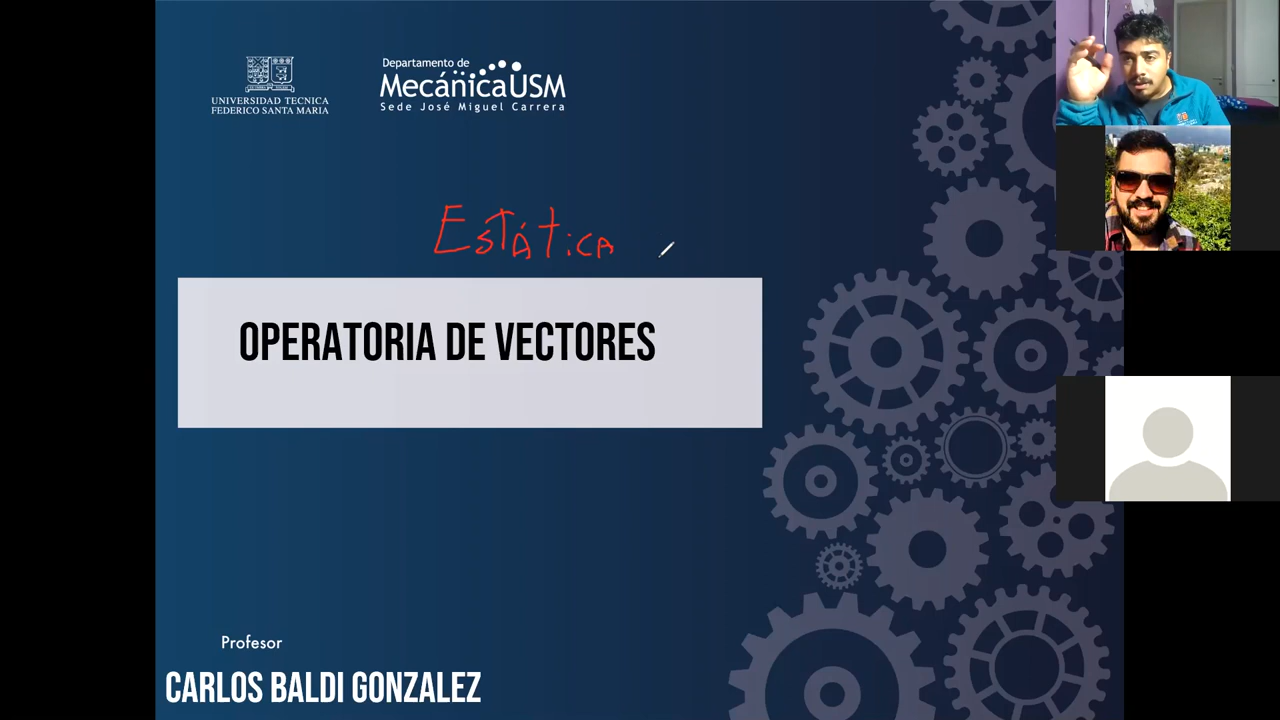 UNIVERSIDAD TECNICA
FEDERICO SANTA MARIA
Departamento de
MecánicaUSM
Sede José Miguel Carrera
EsTÁTicA
OPERATORIA DE VECTORES
Profesor
CARLOS BALDI GONZALEZ